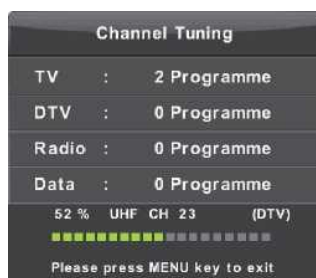 Channel Tuning
TV : 2 Programme
DTV : 0 Programme
Radio : 0 Programme
Data : 0 Programme
52 % UHF CH 23 (DTV)
Please press MENU key to exit